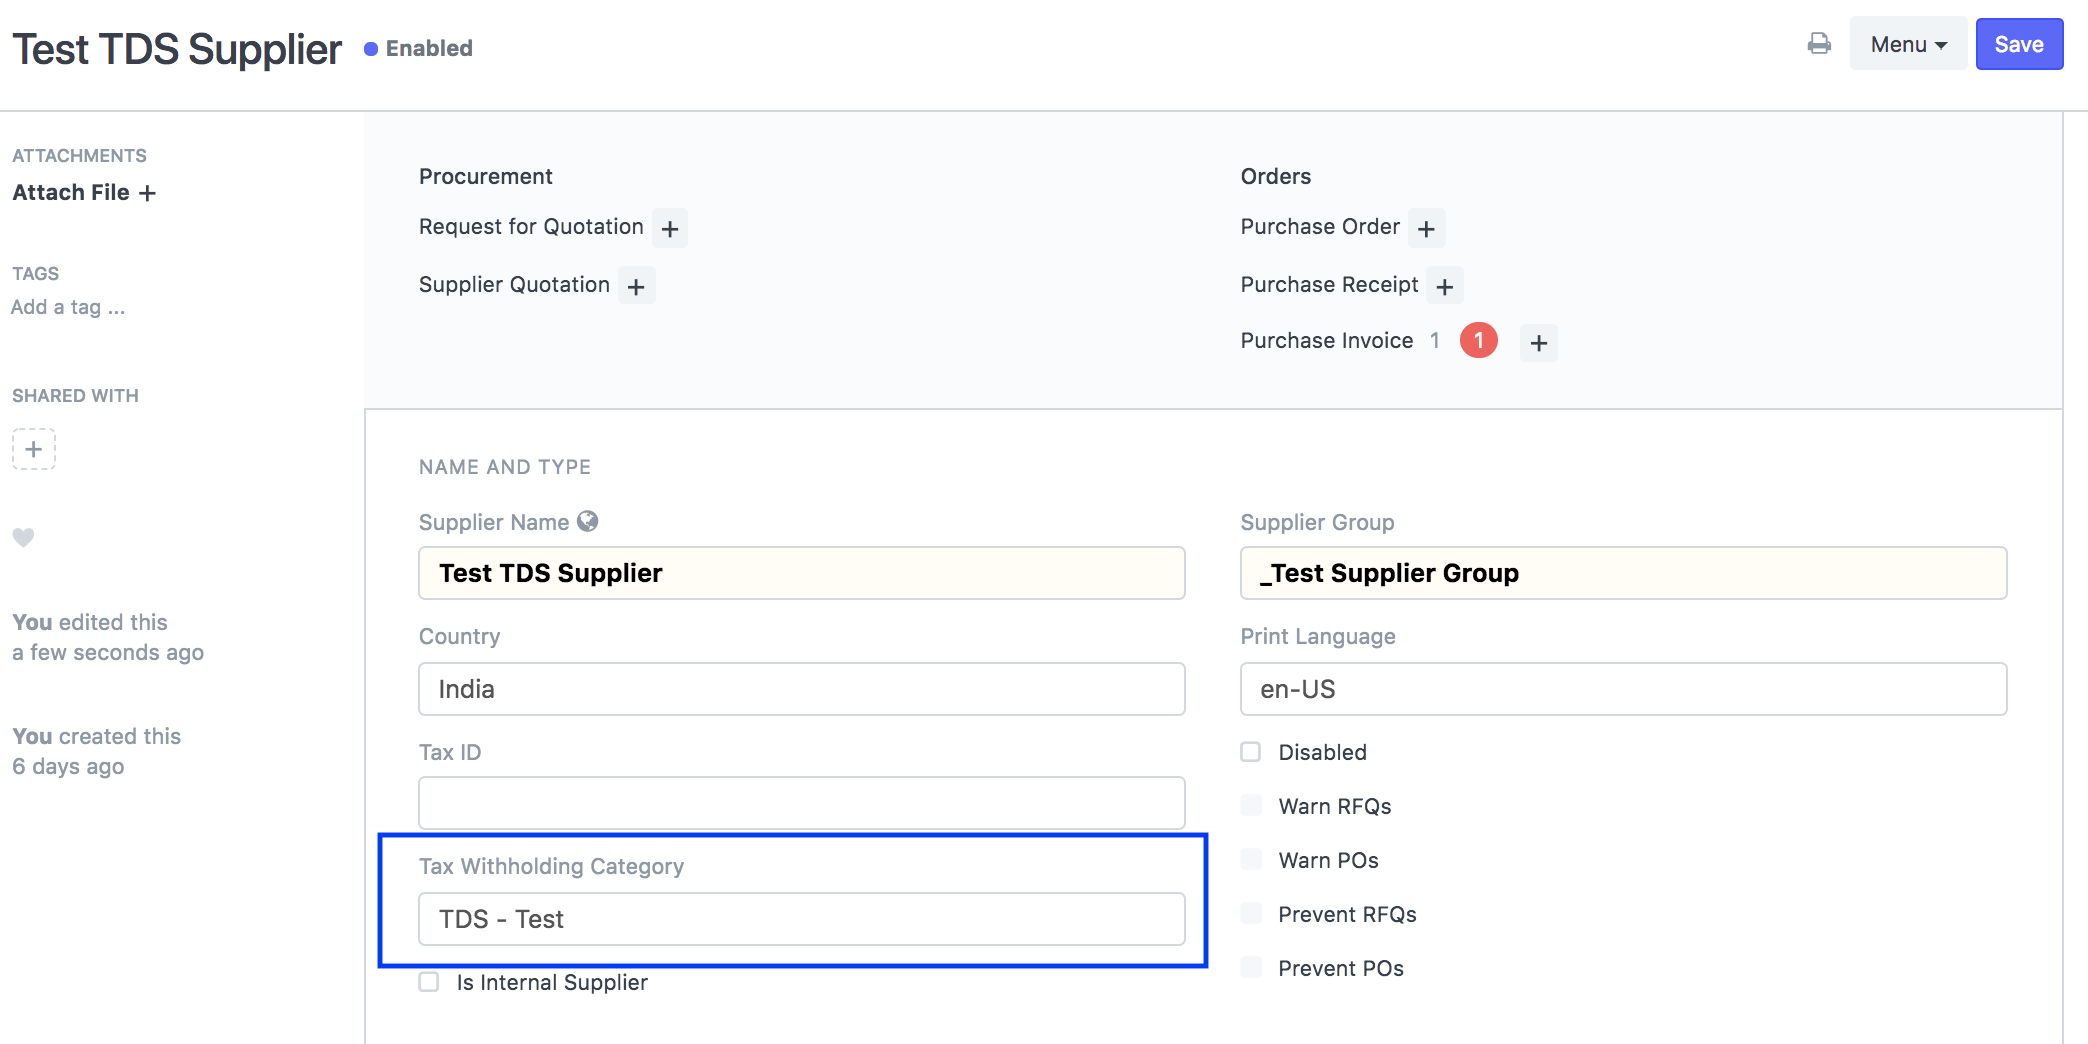 Test TDS Supplier Enabled Menu Save
ATTACHMENTS
Attach File +
TAGS
Add a tag ...
SHARED WITH
+
You edited this
a few seconds ago
You created this
6 days ago
Procurement
Request for Quotation +
Supplier Quotation +
Orders
Purchase Order +
Purchase Receipt +
Purchase Invoice 1 1 +
NAME AND TYPE
Supplier Name
Test TDS Supplier
Country
India
Tax ID
Tax Withholding Category
TDS - Test
Is Internal Supplier
Supplier Group
_Test Supplier Group
Print Language
en-US
Disabled
Warn RFQs
Warn POs
Prevent RFQs
Prevent POs